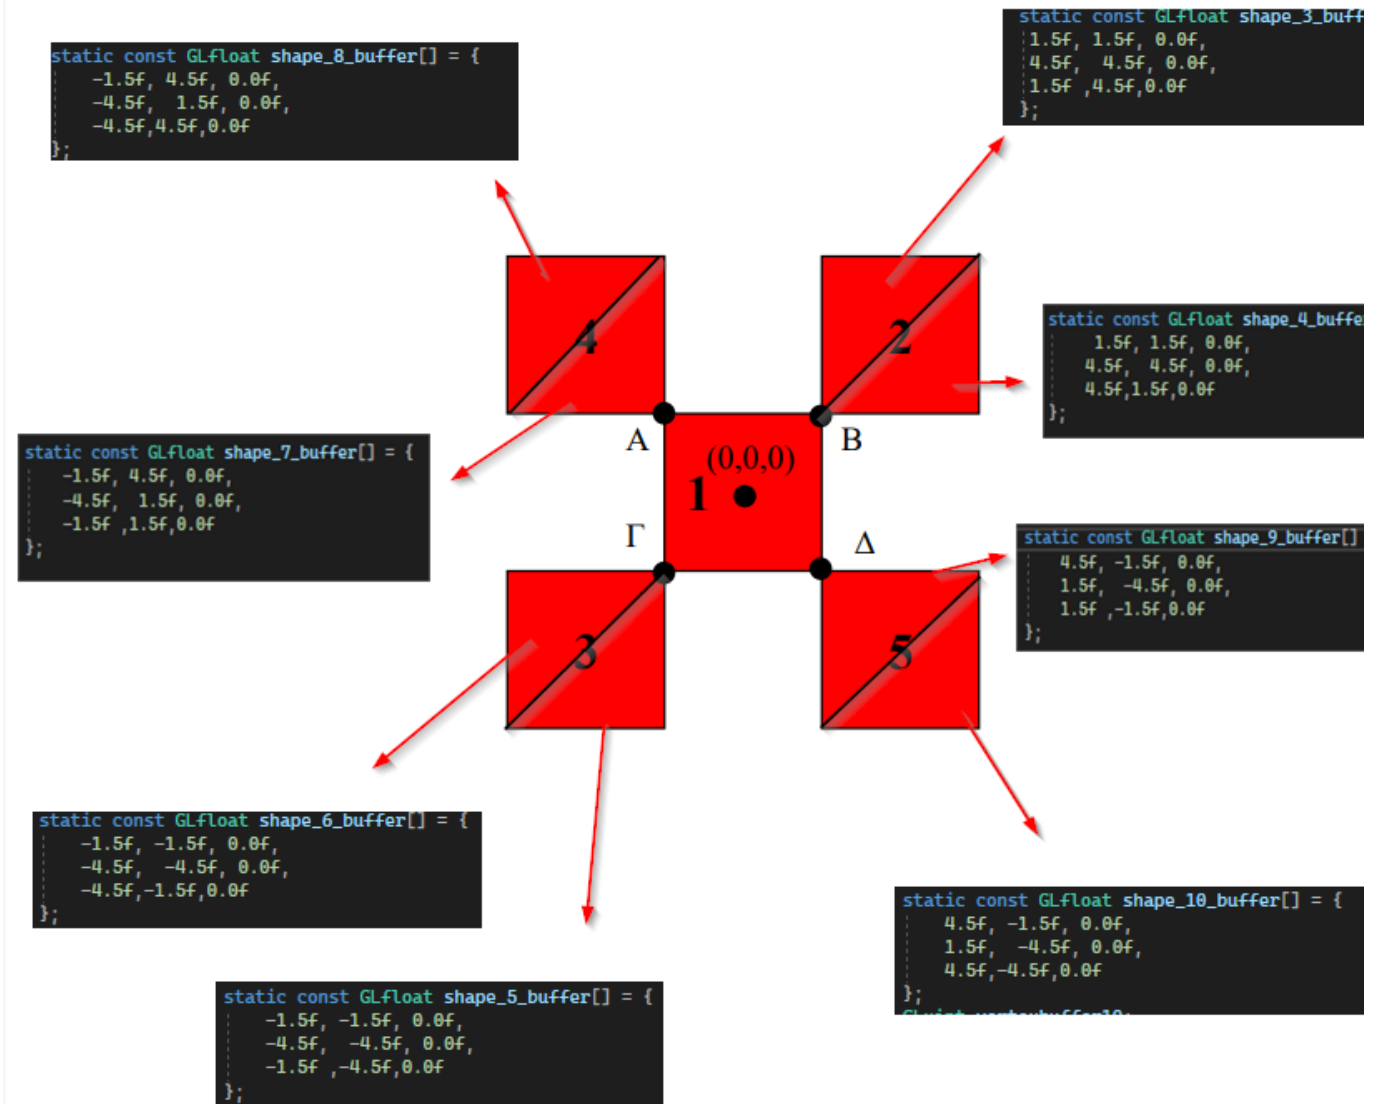 static const GLfloat shape_3_buff
1.5f, 1.5f, 0.0f,
4.5f,  4.5f, 0.0f,
1.5f ,4.5f,0.0f
};
static const GLfloat shape_8_buffer[] = {
-1.5f, 4.5f, 0.0f,
-4.5f,  1.5f, 0.0f,
-4.5f,4.5f,0.0f
};
4
2
static const GLfloat shape_4_buffe
1.5f, 1.5f, 0.0f,
4.5f,  4.5f, 0.0f,
4.5f,1.5f,0.0f
};
A
B
(0,0,0)
1
static const GLfloat shape_7_buffer[] = {
-1.5f, 4.5f, 0.0f,
-4.5f,  1.5f, 0.0f,
-1.5f ,1.5f,0.0f
};
Γ
Δ
static const GLfloat shape_9_buffer[]
4.5f, -1.5f, 0.0f,
1.5f,  -4.5f, 0.0f,
1.5f ,-1.5f,0.0f
};
3
5
static const GLfloat shape_6_buffer[] = {
-1.5f, -1.5f, 0.0f,
-4.5f,  -4.5f, 0.0f,
-4.5f,-1.5f,0.0f
};
static const GLfloat shape_10_buffer[] = {
4.5f, -1.5f, 0.0f,
1.5f,  -4.5f, 0.0f,
4.5f,-4.5f,0.0f
};
static const GLfloat shape_5_buffer[] = {
-1.5f, -1.5f, 0.0f,
-4.5f,  -4.5f, 0.0f,
-1.5f ,-4.5f,0.0f
};